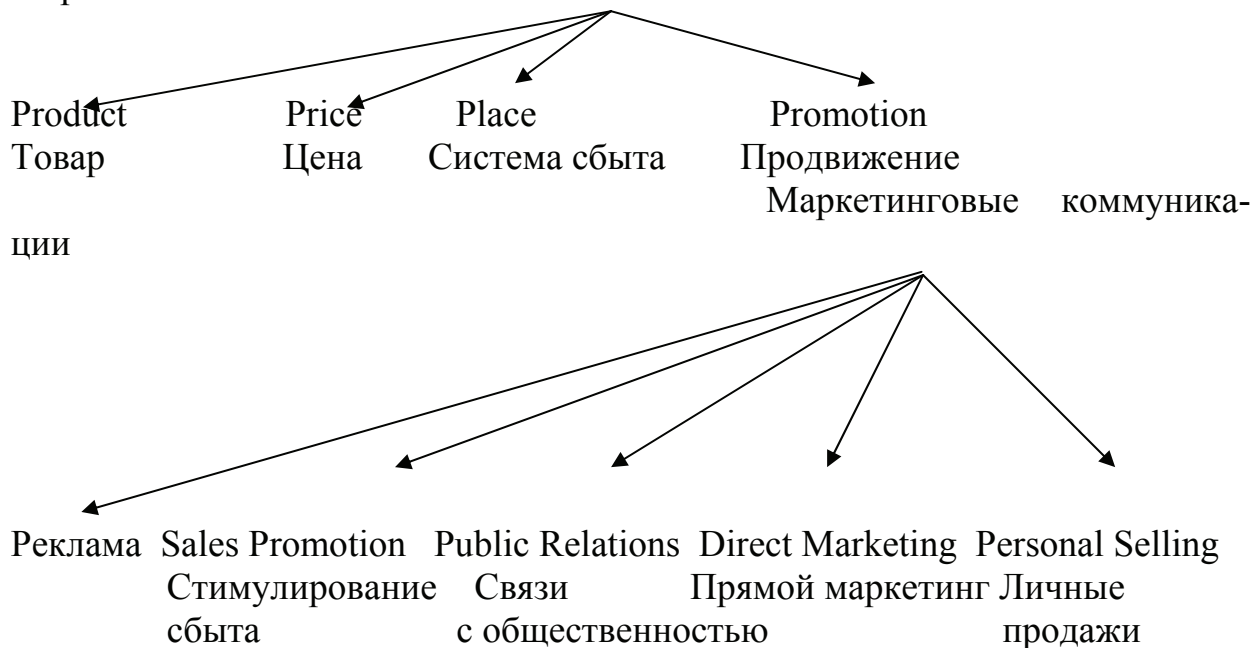 Product Price Place Promotion
Товар Цена Система сбыта Продвижение
Маркетинговые коммуника-
ции
Реклама Sales Promotion Public Relations Direct Marketing Personal Selling
Стимулирование Связи Прямой маркетинг Личные
сбыта с общественностью продажи